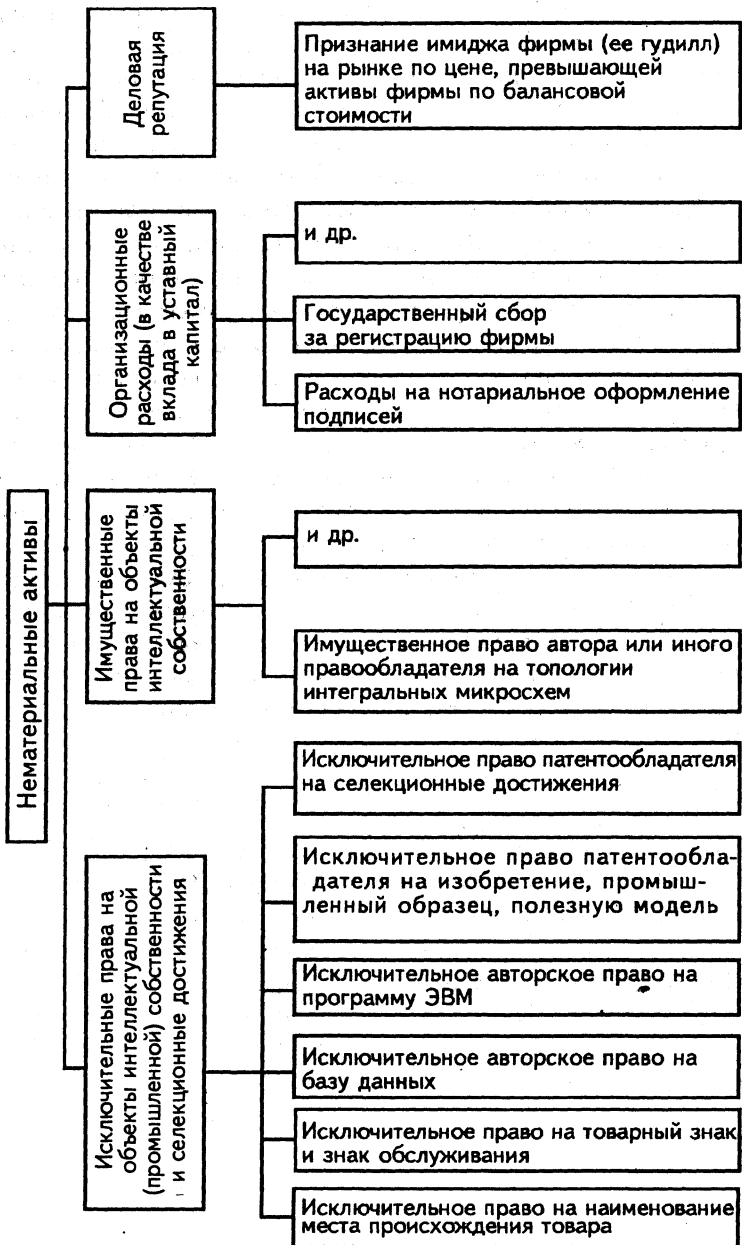 Нематериальные активы
Деловая
репутация
Признание имиджа фирмы (ее гудилл)
на рынке по цене, превышающей
активы фирмы по балансовой
стоимости
Организационные
расходы (в качестве
вклада в уставный
капитал)
и др.
Государственный сбор
за регистрацию фирмы
Расходы на нотариальное оформление
подписей
Имущественные
права на объекты
интеллектуальной
собственности
и др.
Имущественное право автора или иного
правообладателя на топологии
интегральных микросхем
Исключительные права на
объекты интеллектуальной
(промышленной) собственности
и селекционные достижения
Исключительное право патентообладателя
на селекционные достижения
Исключительное право патентообла-
дателя на изобретение, промыш-
ленный образец, полезную модель
Исключительное авторское право на
программу ЭВМ
Исключительное авторское право на
базу данных
Исключительное право на товарный знак
и знак обслуживания
Исключительное право на наименование
места происхождения товара